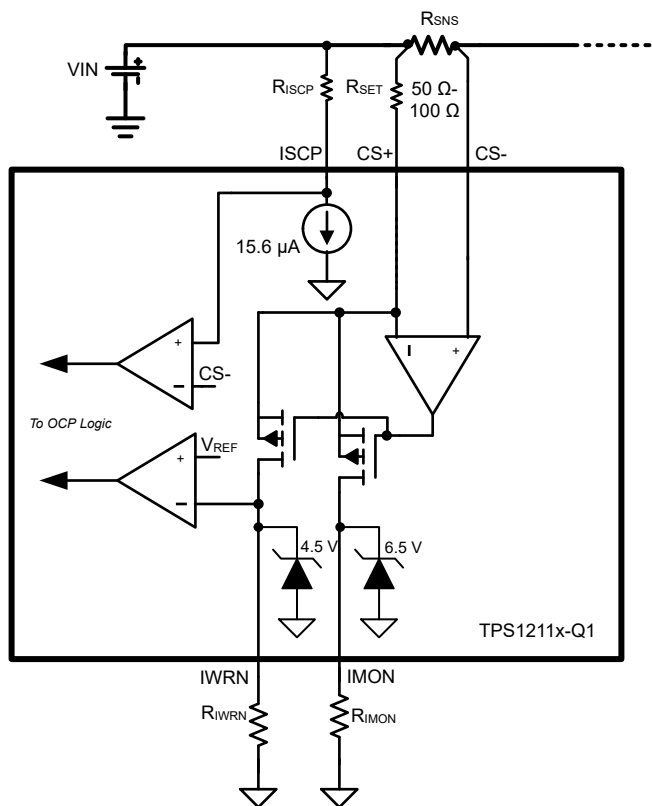 RSNS
VIN
RISCP
RSET
50 Ω-
100 Ω
ISCP
CS+
CS-
15.6 µA
I
+
+
CS-
To OCP Logic
VREF
+
4.5 V
6.5 V
TPS1211x-Q1
IWRN
IMON
RIWRN
RIMON